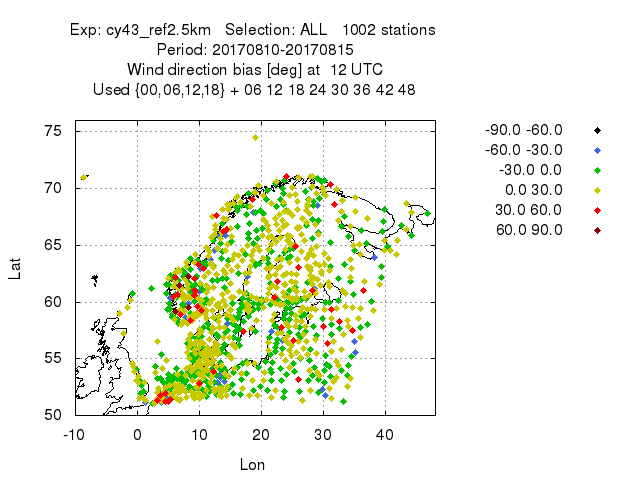 Exp: cy43_ref2.5km   Selection: ALL   1002 stations
Period: 20170810-20170815
Wind direction bias [deg] at  12 UTC
Used {00,06,12,18} + 06 12 18 24 30 36 42 48
-90.0 -60.0
-60.0 -30.0
-30.0 0.0
0.0 30.0
30.0 60.0
60.0 90.0
75
70
65
60
55
50
Lat
-10 0 10 20 30 40
Lon